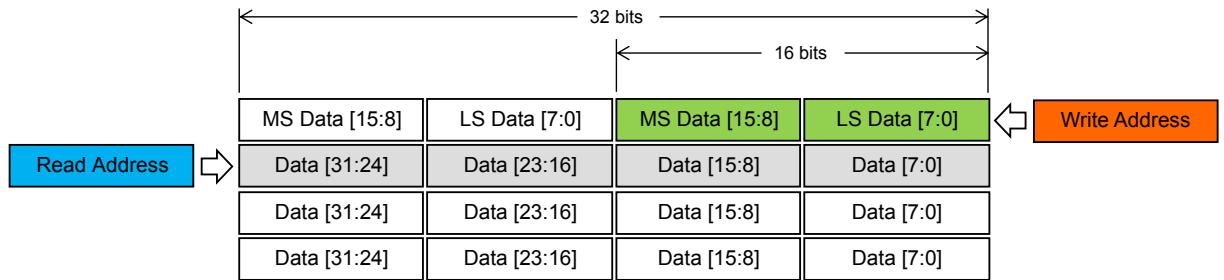 32 bits
16 bits
MS Data [15:8] LS Data [7:0] MS Data [15:8] LS Data [7:0] Write Address
Read Address Data [31:24] Data [23:16] Data [15:8] Data [7:0]
Data [31:24] Data [23:16] Data [15:8] Data [7:0]
Data [31:24] Data [23:16] Data [15:8] Data [7:0]